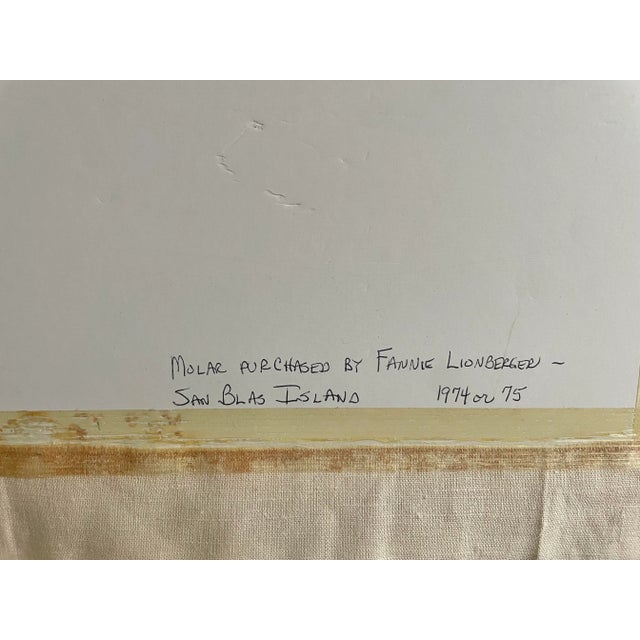 MOLAR PURCHASED BY FANNIE LIONBERGER –
SAN BLAS ISLAND 1974 or 75